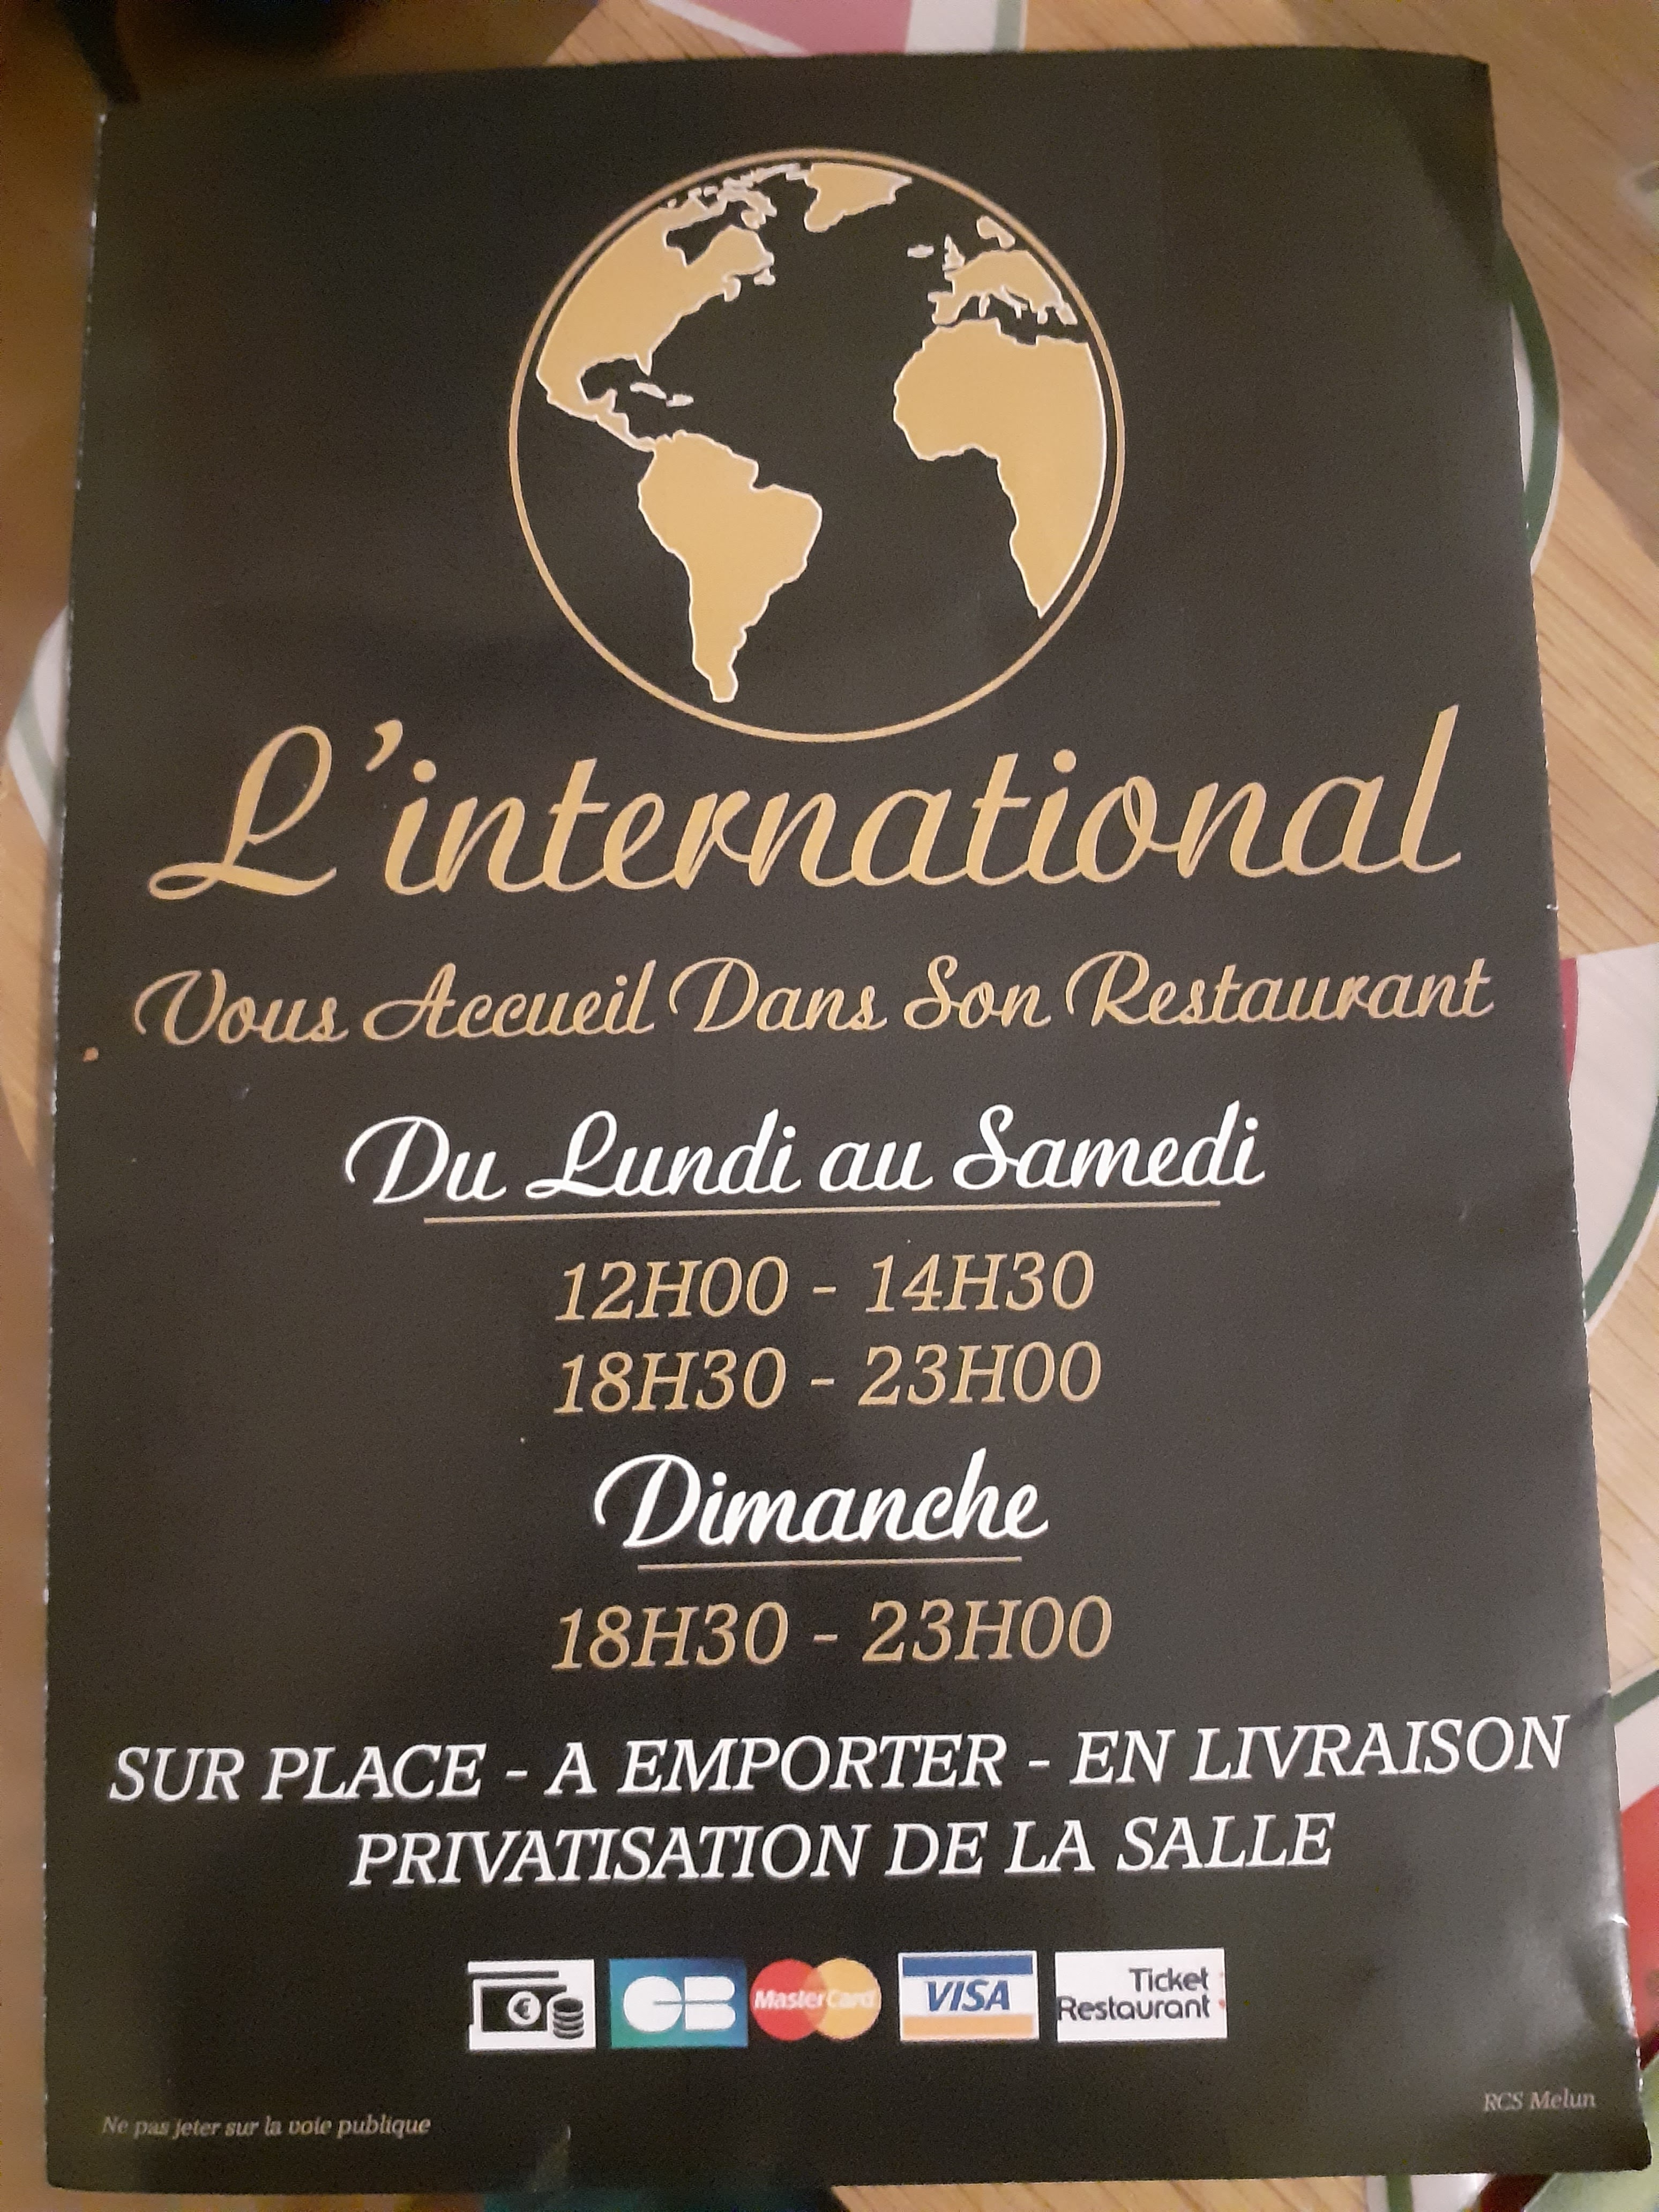 L'international
Vous Accueil Dans Son Restaurant
Du Lundi au Samedi
12H00 - 14H30
18H30 - 23H00
Dimanche
18H30 - 23H00
SUR PLACE - A EMPORTER - EN LIVRAISON
PRIVATISATION DE LA SALLE
€ CB MasterCard VISA Ticket Restaurant
Ne pas jeter sur la voie publique
RCS Melun